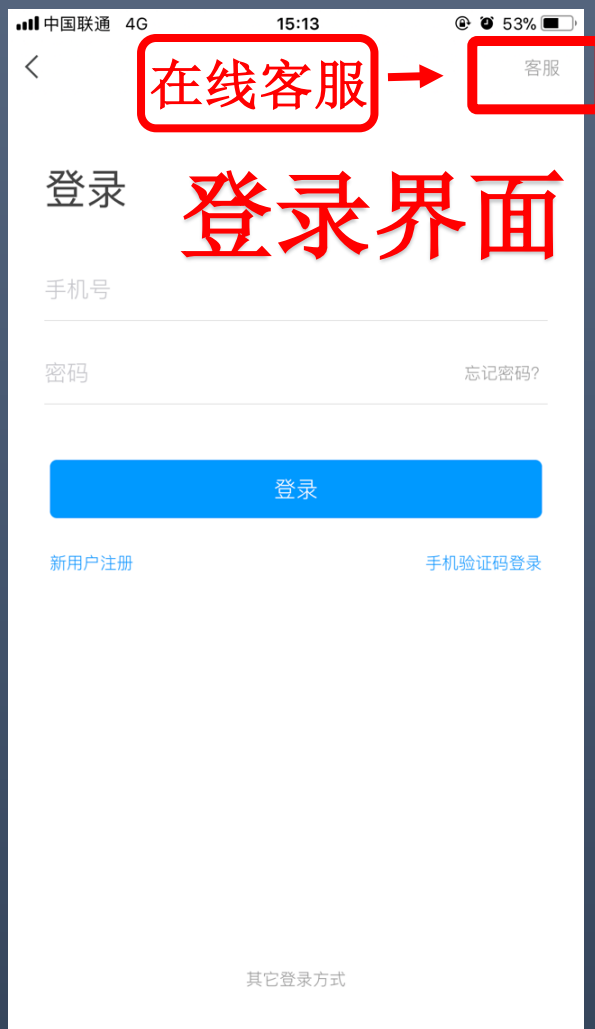 中国联通 4G 15:13 53%
在线客服 客服
登录 登录界面
手机号
密码 忘记密码?
登录
新用户注册 手机验证码登录
其它登录方式